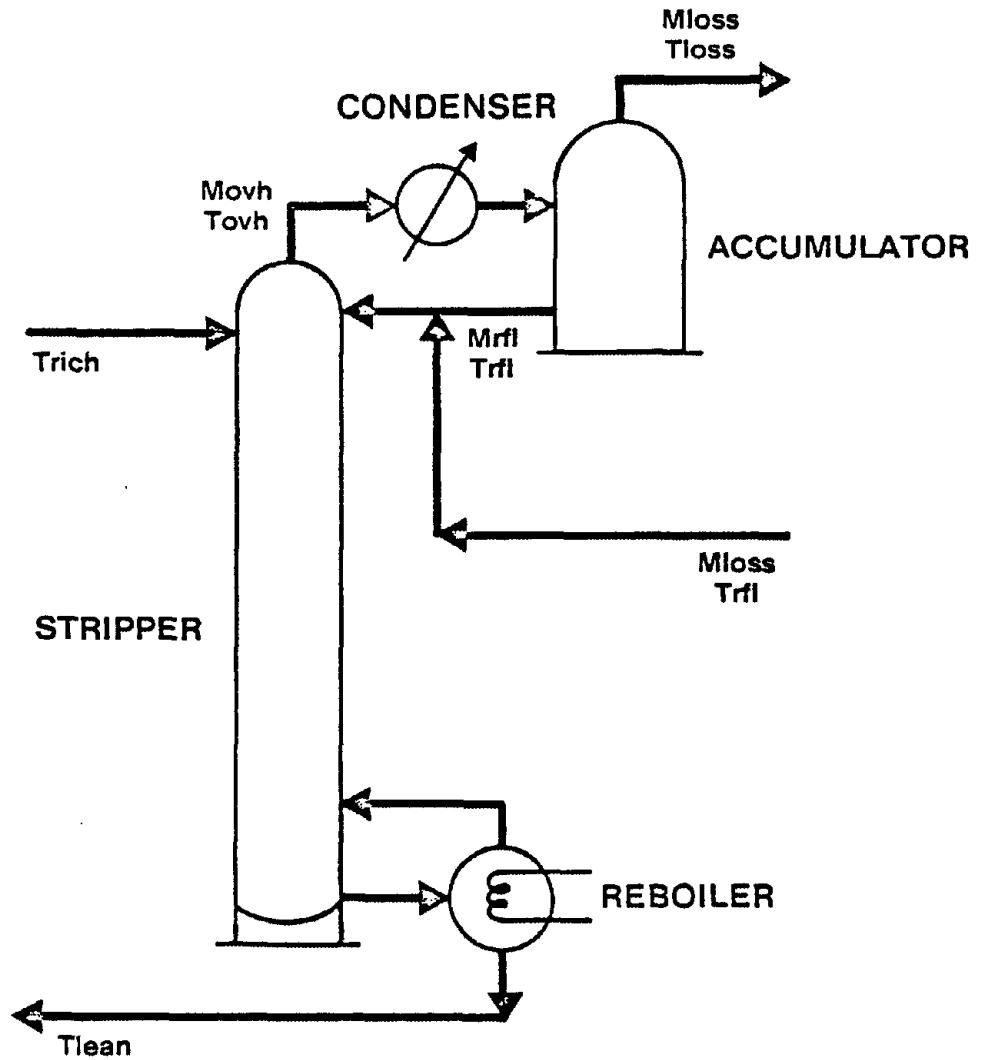 Mloss
Tloss
CONDENSER
Movh
Tovh
ACCUMULATOR
Mrfl
Trfl
Trich
Mloss
Trfl
STRIPPER
REBOILER
Tlean